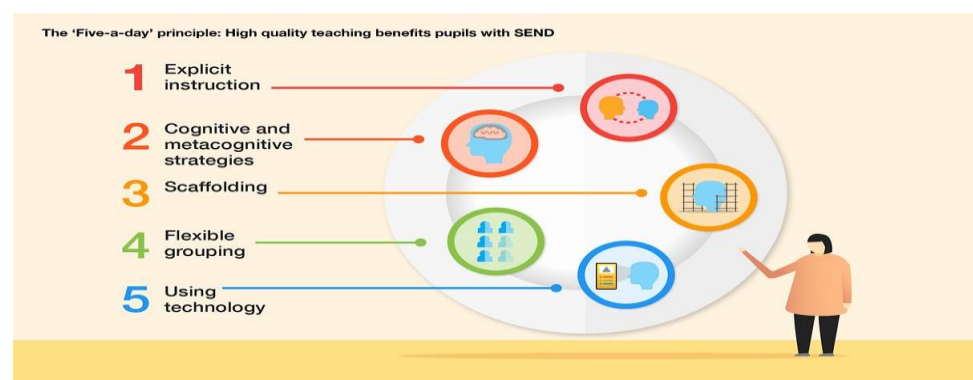 The 'Five-a-day' principle: High quality teaching benefits pupils with SEND
1 Explicit
instruction
2 Cognitive and
metacognitive
strategies
3 Scaffolding
4 Flexible
grouping
5 Using
technology